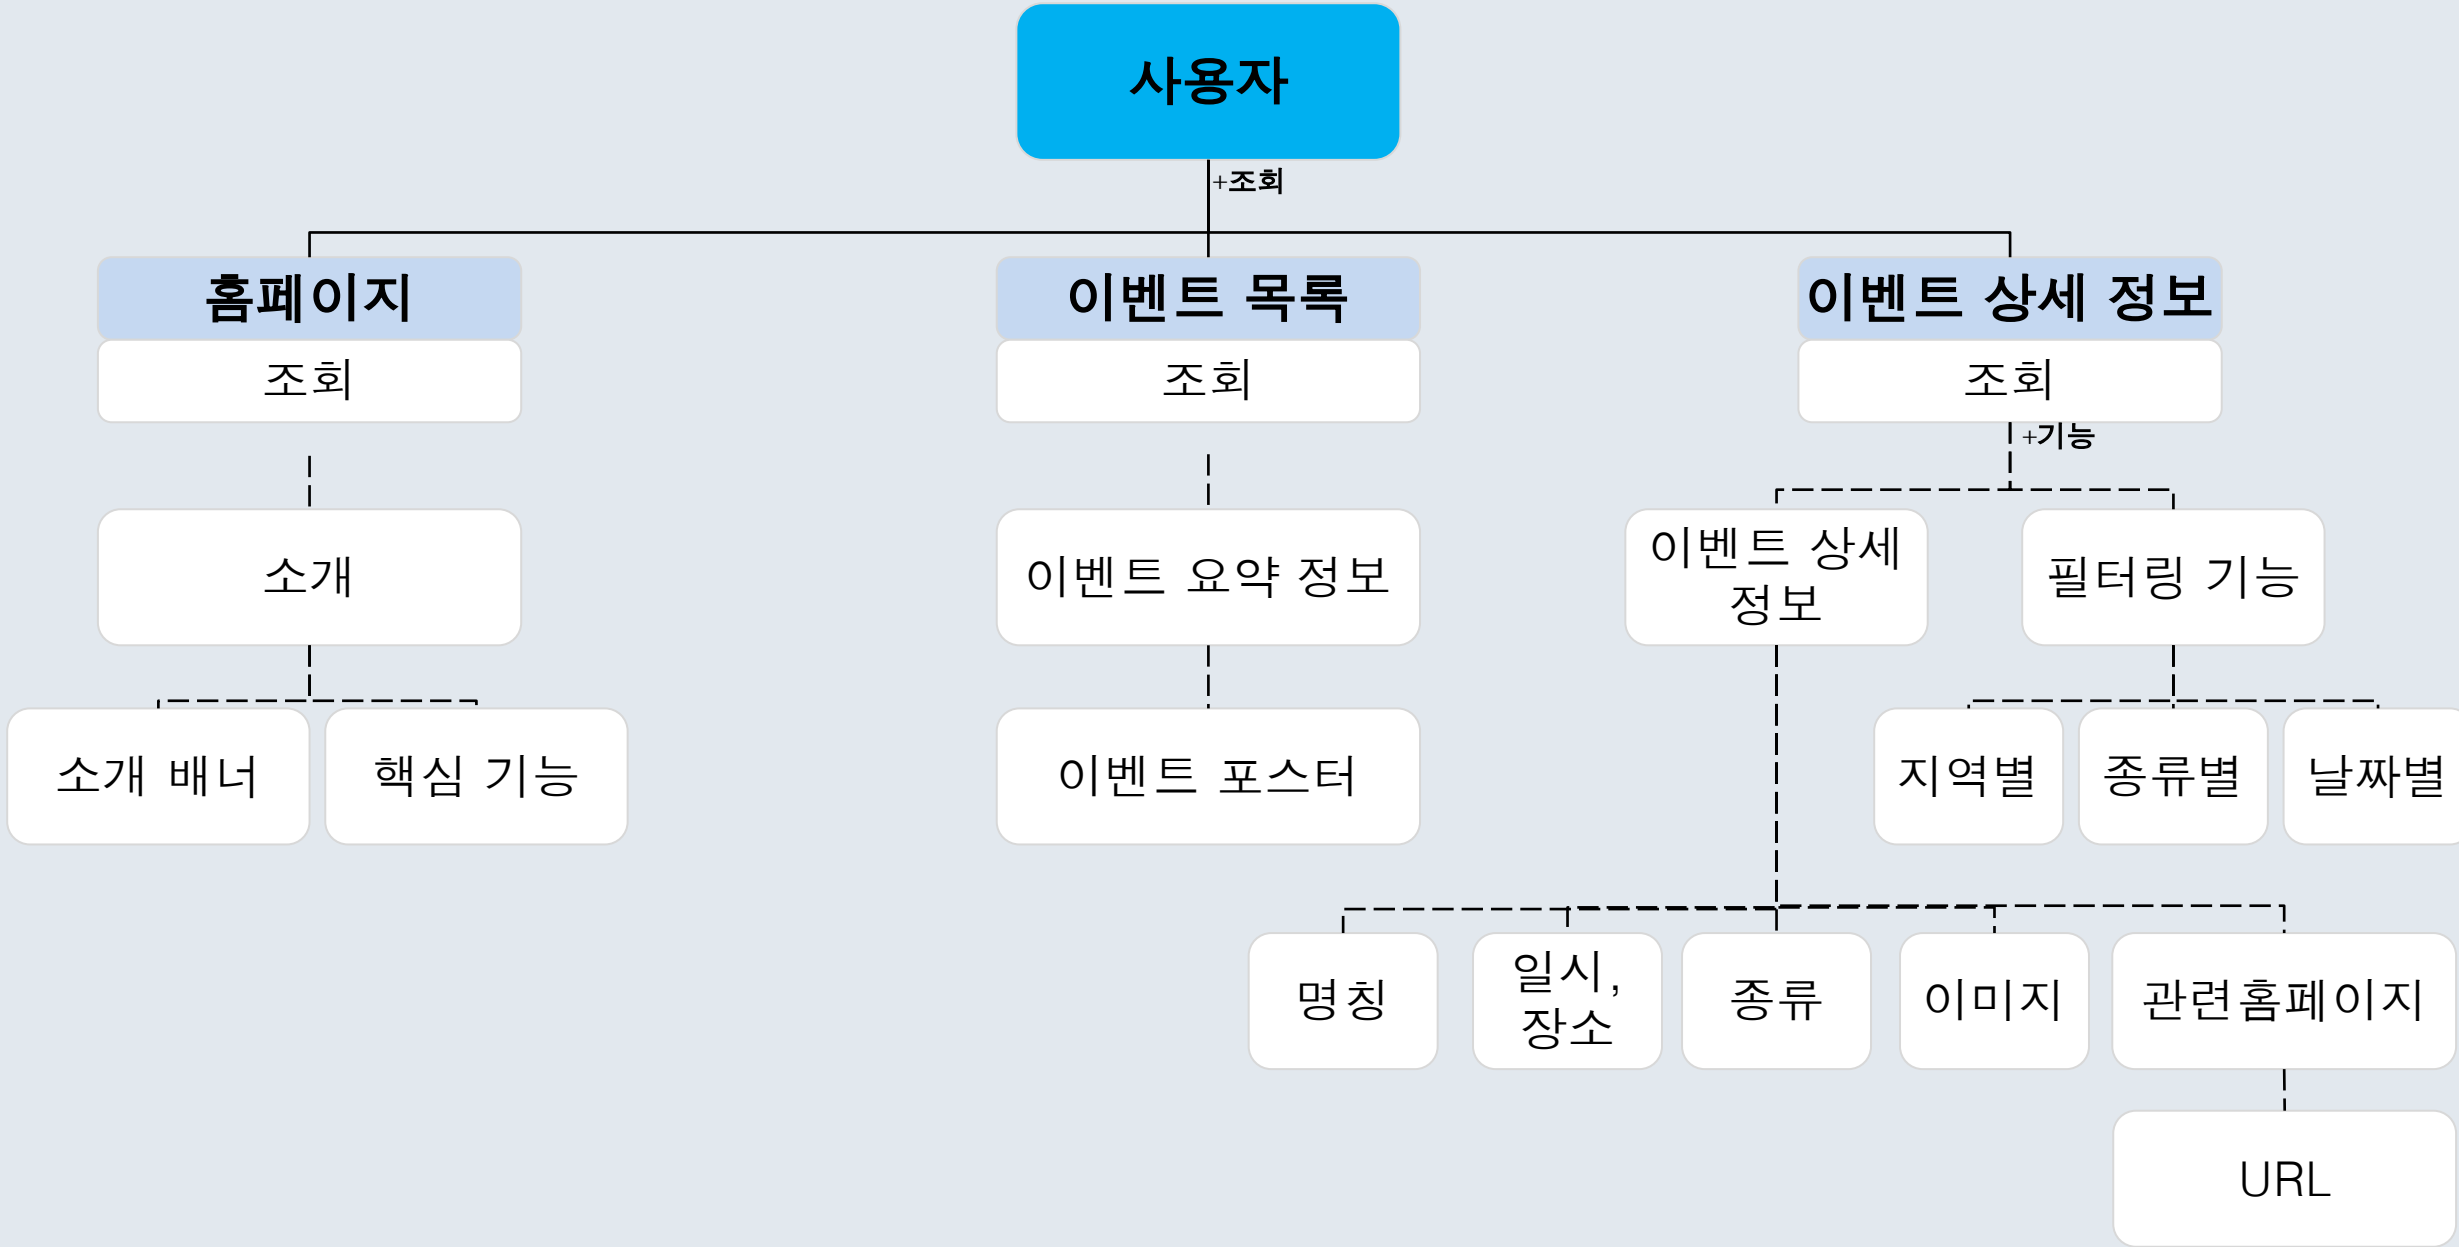 사용자
+조회
홈페이지
이벤트 목록
이벤트 상세 정보
조회
조회
조회
+기능
소개
이벤트 요약 정보
이벤트 상세
정보
필터링 기능
소개 배너
핵심 기능
이벤트 포스터
지역별
종류별
날짜별
명칭
일시,
장소
종류
이미지
관련홈페이지
URL